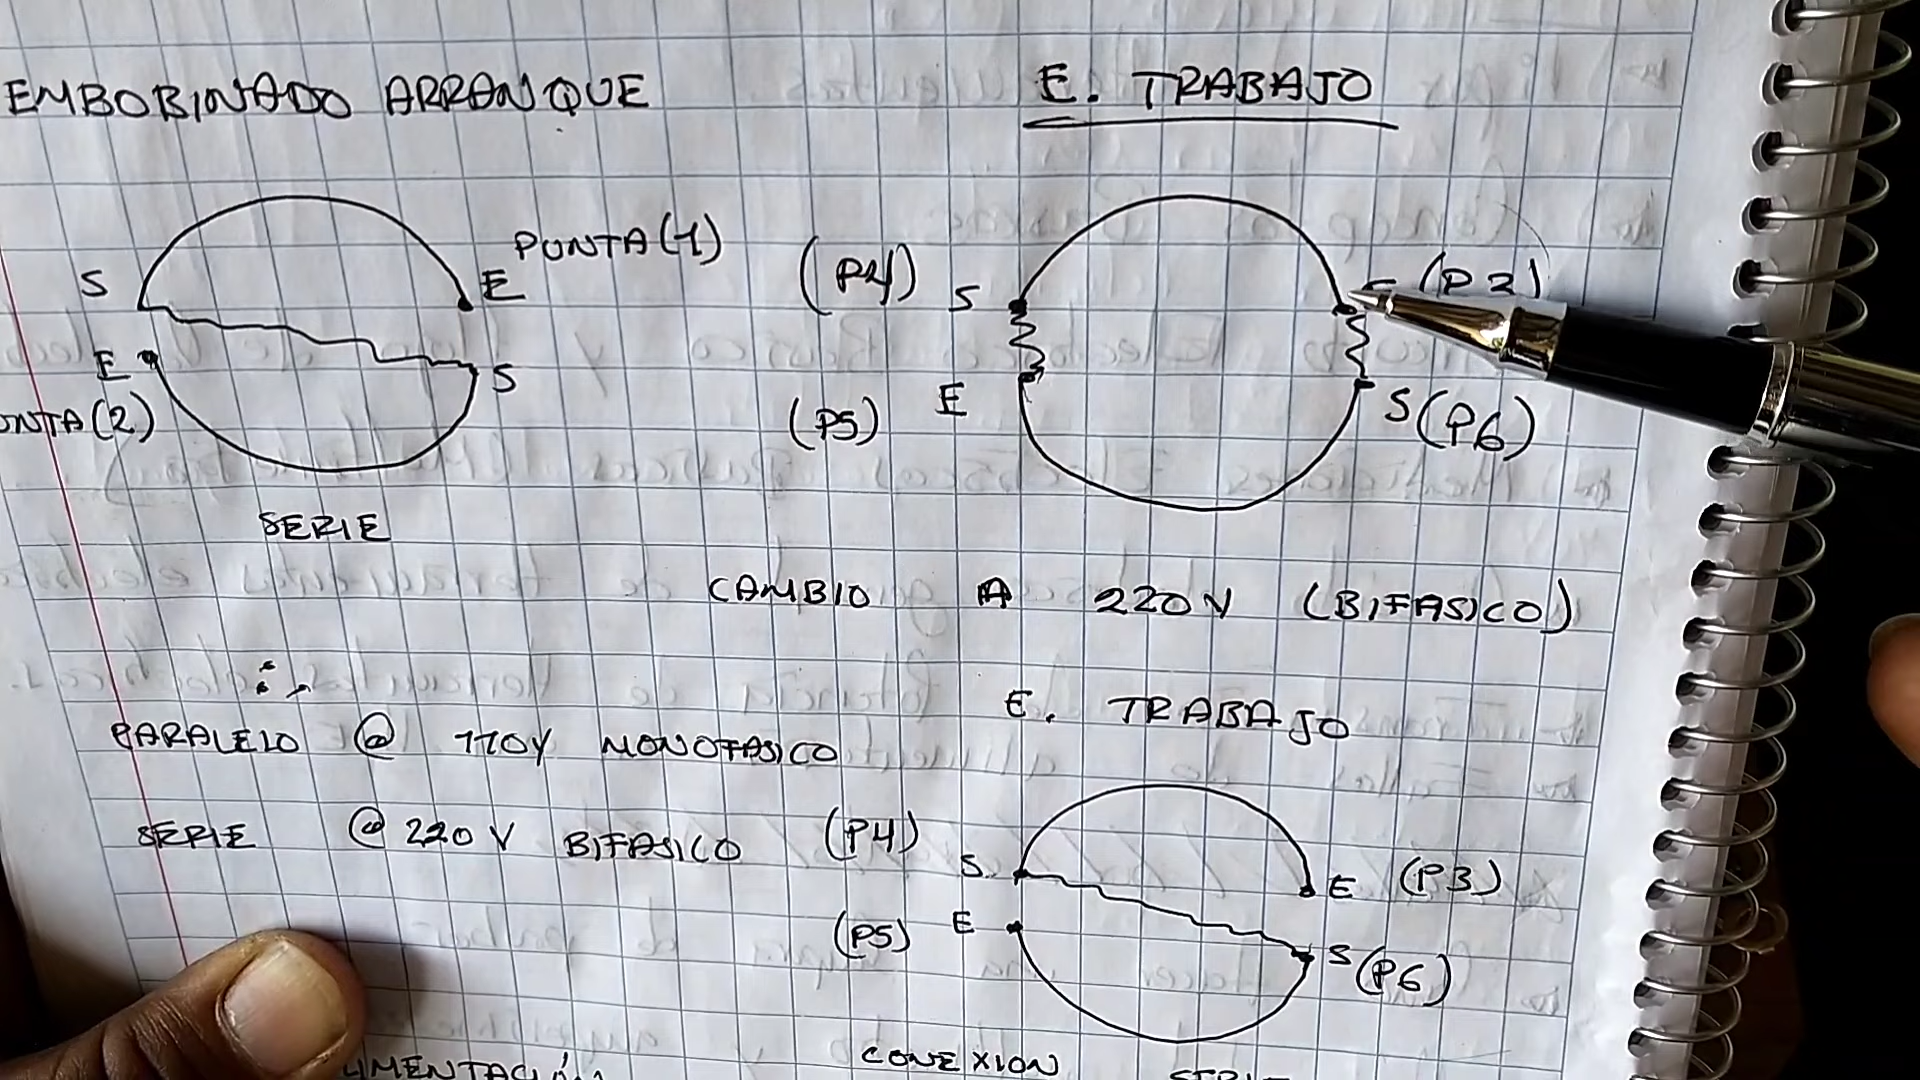 EMBOBINADO ARRANQUE
E. TRABAJO
S
E
PUNTA (1)
E
S
(2)
SERIE
(P4)
S
(P3)
(P5)
E
S (P6)
CAMBIO A 220V (BIFASICO)
∴
PARALELO @ 110V MONOFASICO
SERIE @ 220V BIFASICO
E. TRABAJO
(P4)
S
E (P3)
(P5)
E
S (P6)
CONEXION
SERIE